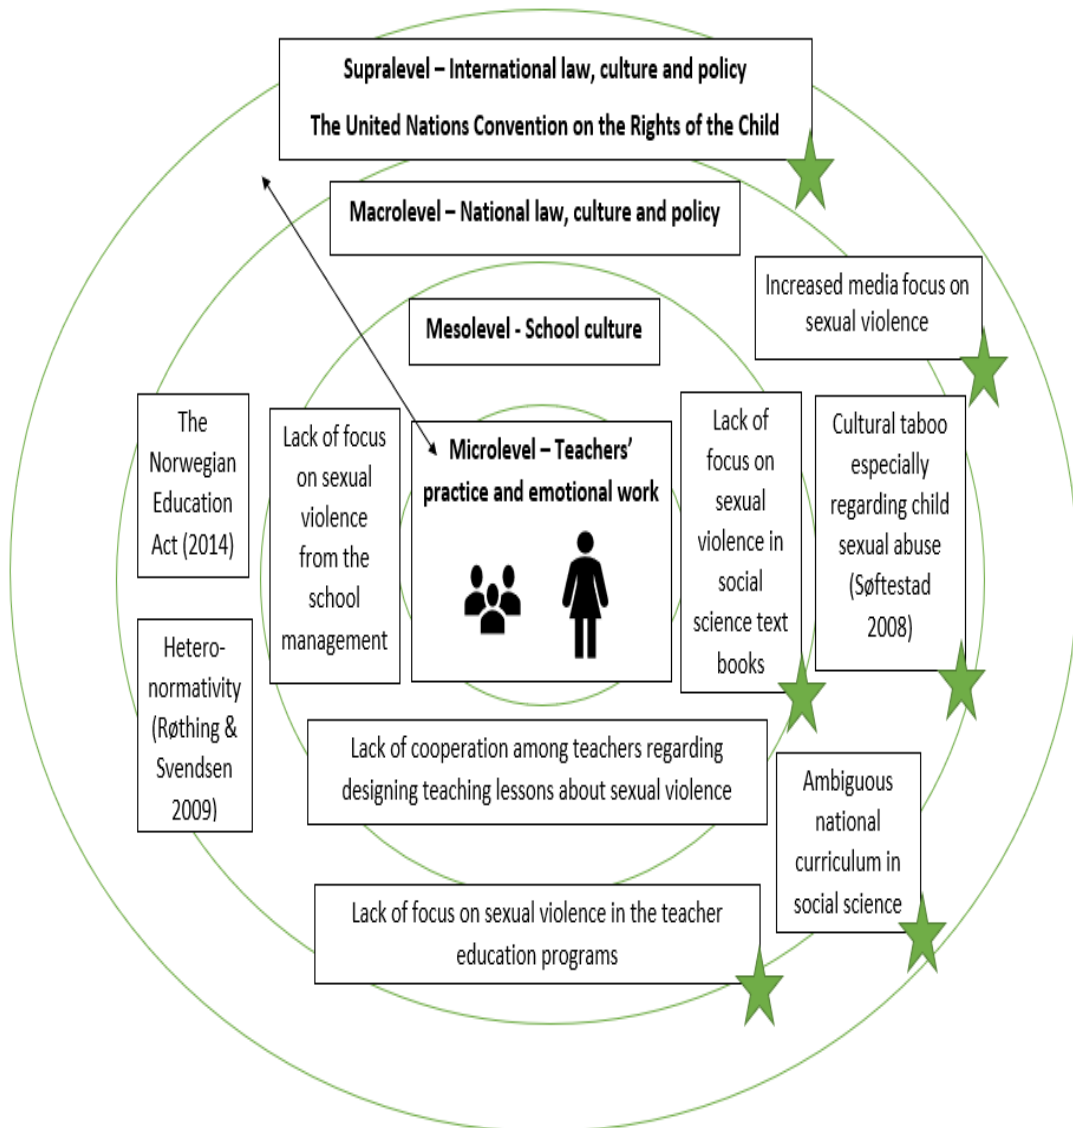 Supralevel – International law, culture and policy
The United Nations Convention on the Rights of the Child
Macrolevel – National law, culture and policy
Increased media focus on
sexual violence
Mesolevel - School culture
The
Norwegian
Education
Act (2014)
Lack of focus
on sexual
violence
from the
school
management
Microlevel – Teachers’
practice and emotional work
Lack of
focus on
sexual
violence in
social
science text
books
Cultural taboo
especially
regarding child
sexual abuse
(Søftestad
2008)
Hetero-
normativity
(Røthing &
Svendsen
2009)
Lack of cooperation among teachers regarding
designing teaching lessons about sexual violence
Ambiguous
national
curriculum in
social science
Lack of focus on sexual violence in the teacher
education programs